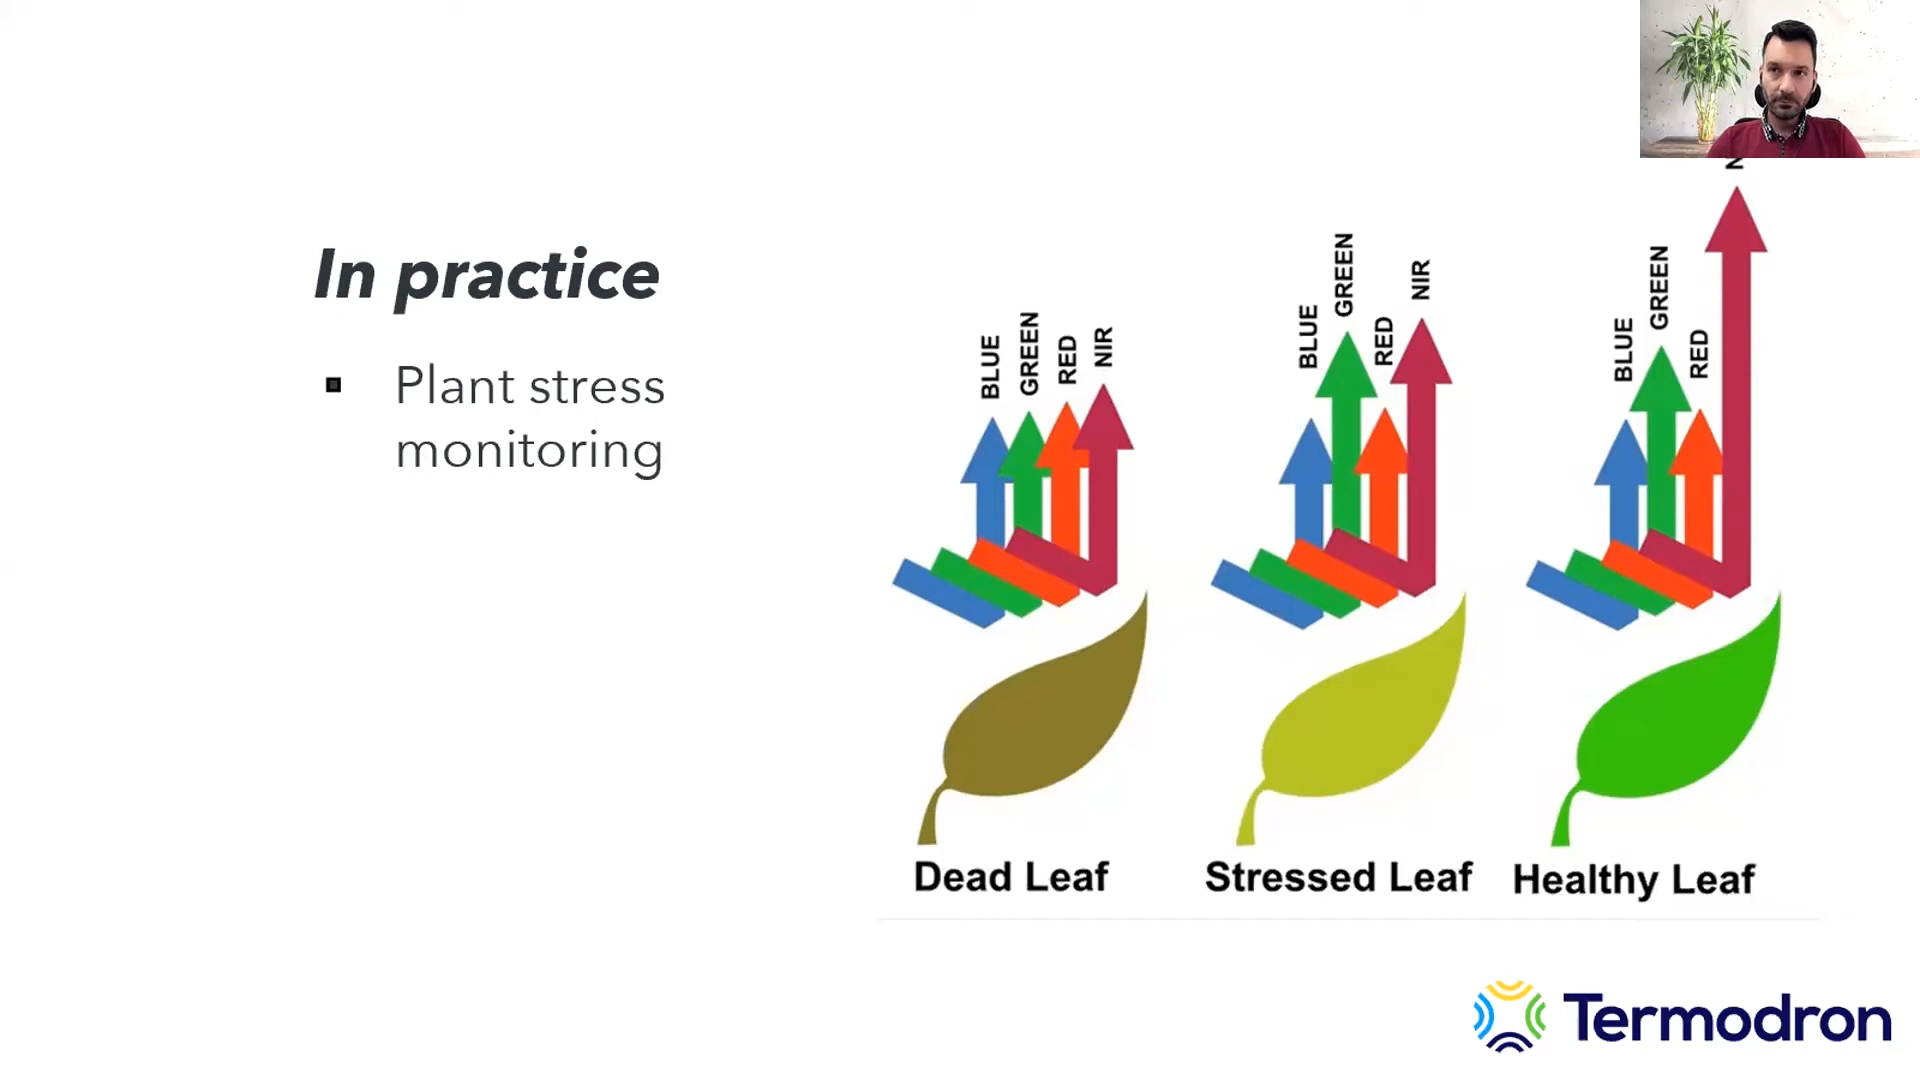 In practice
Plant stress
monitoring
BLUE
GREEN
RED
NIR
BLUE
GREEN
RED
NIR
BLUE
GREEN
RED
Dead Leaf
Stressed Leaf
Healthy Leaf
Termodron